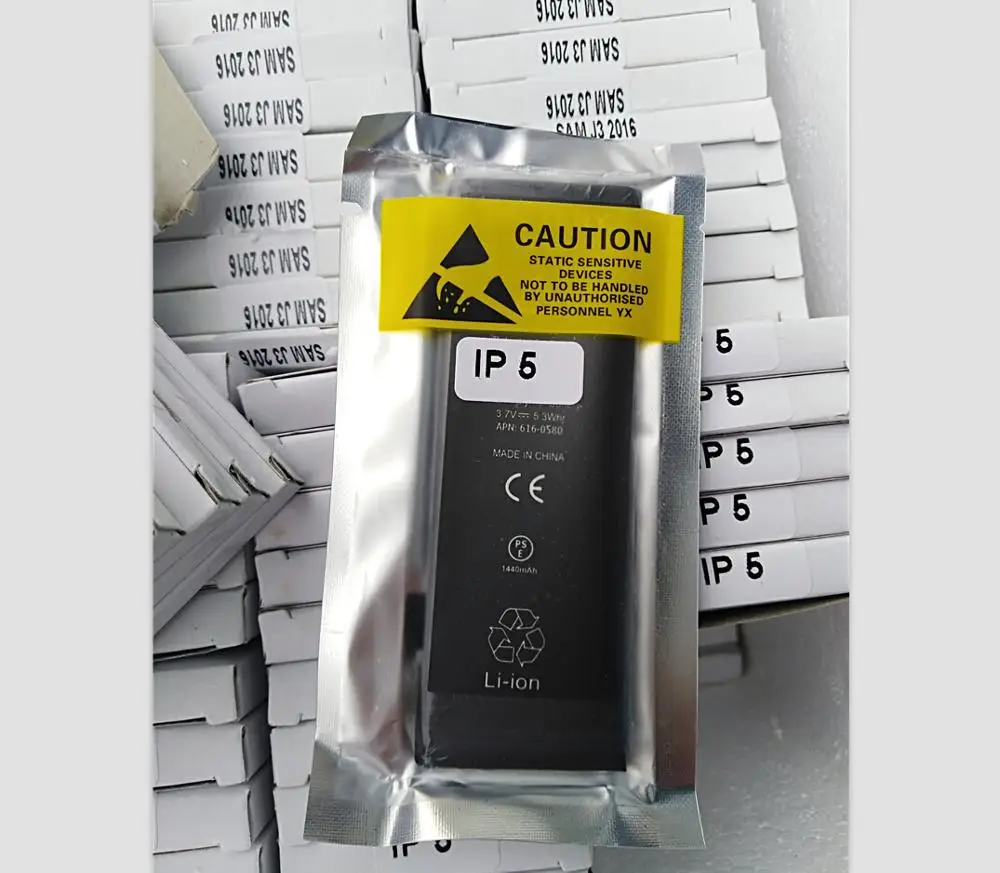 SAM J3 2016
SAM J3 2016
SAM J3 2016
SAM J3 2016
SAM J3 2016
SAM J3 2016
SAM J3 2016
SAM J3 2016
SAM J3 2016
SAM J3 2016
SAM J3 2016
SAM J3 2016
CAUTION
STATIC SENSITIVE
DEVICES
NOT TO BE HANDLED
BY UNAUTHORISED
PERSONNEL YX
IP 5
3.7V 5.3Whr
APN: 616-0580
MADE IN CHINA
CE
PS
E
1440mAh
Li-ion
5
P 5
IP 5
IP 5
IP 5
IP 5